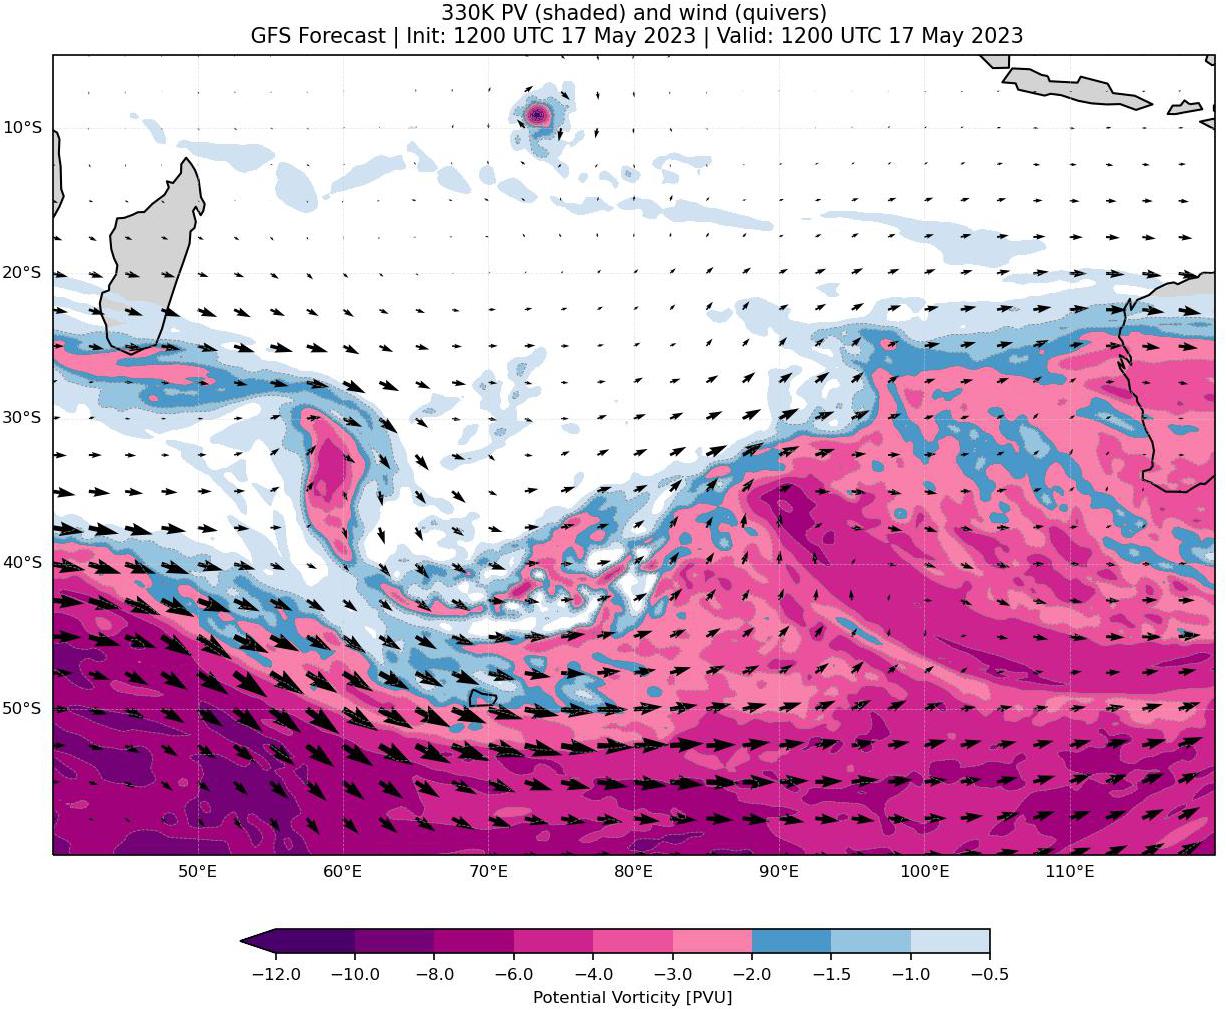 330K PV (shaded) and wind (quivers)
GFS Forecast | Init: 1200 UTC 17 May 2023 | Valid: 1200 UTC 17 May 2023
10°S
20°S
30°S
40°S
50°S
50°E 60°E 70°E 80°E 90°E 100°E 110°E
−12.0 −10.0 −8.0 −6.0 −4.0 −3.0 −2.0 −1.5 −1.0 −0.5
Potential Vorticity [PVU]